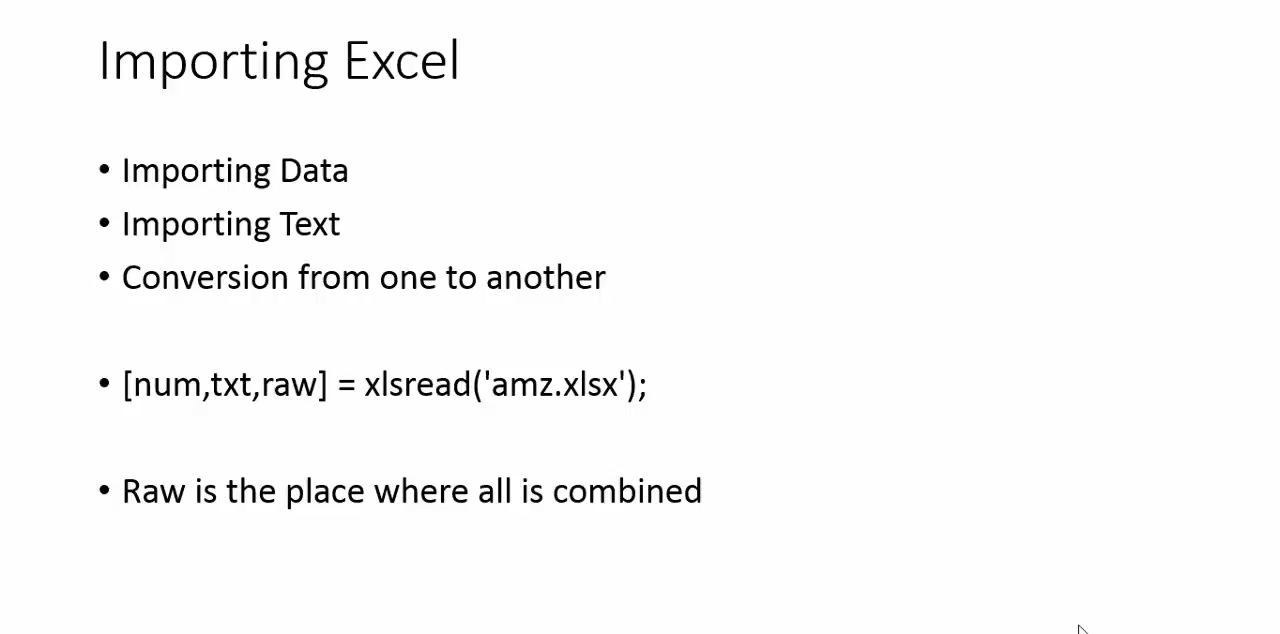 Importing Excel
• Importing Data
• Importing Text
• Conversion from one to another
• [num,txt,raw] = xlsread('amz.xlsx');
• Raw is the place where all is combined